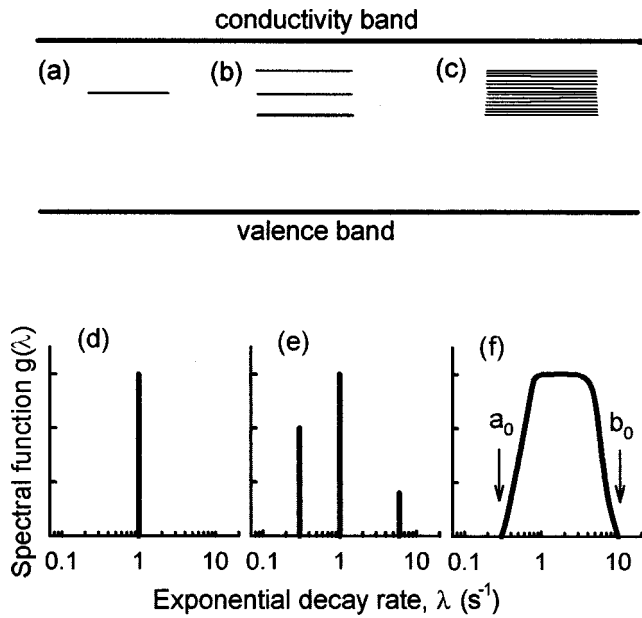 conductivity band
(a) (b) (c)
valence band
(d) (e) (f)
Spectral function g(λ)
a₀ b₀
0.1 1 10 0.1 1 10 0.1 1 10
Exponential decay rate, λ (s⁻¹)